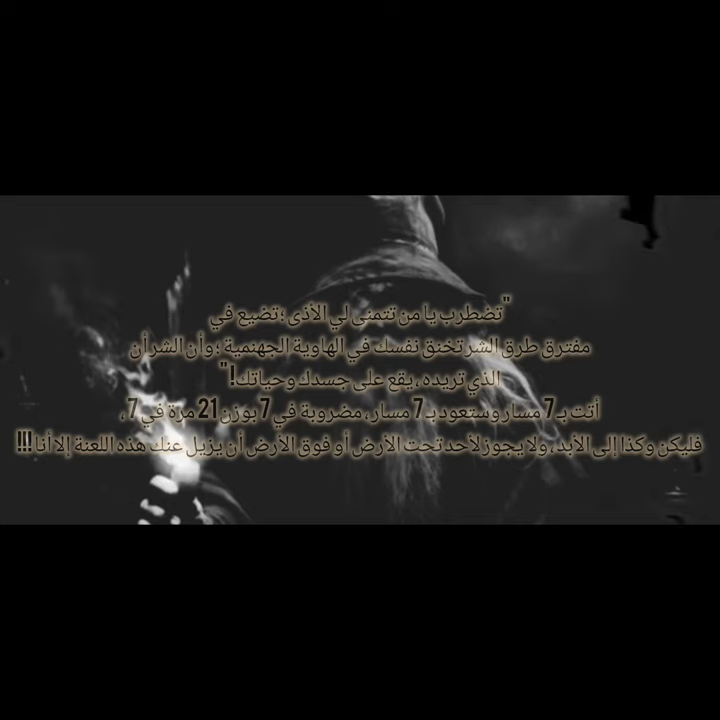 "تضطرب يا من تتمنى لي الأذى ؛ تضيع في
مفترق طرق الشر تخنق نفسك في الهاوية الجهنمية ؛ وأن الشر أن
الذي تريده ، يقع على جسدك وحياتك! "
أتت بـ 7 مسار وستعود بـ 7 مسار ، مضروبة في 7 بوزن 21 مرة في 7 ،
فليكن وكذا إلى الأبد ، ولا يجوز لأحد تحت الأرض أو فوق الأرض أن يزيل عنك هذه اللعنة إلا أنا !!!